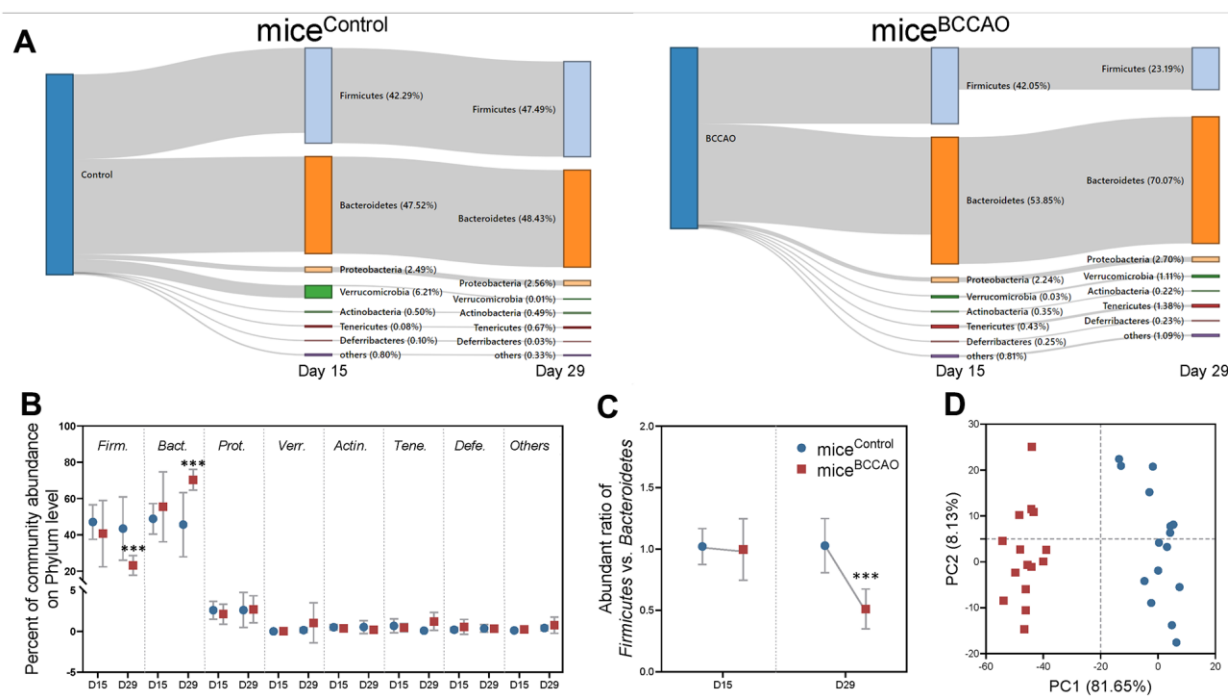 A
mice^Control
mice^BCCAO
Control
Firmicutes (42.29%)
Bacteroidetes (47.52%)
Proteobacteria (2.49%)
Verrucomicrobia (6.21%)
Actinobacteria (0.50%)
Tenericutes (0.08%)
Deferribacteres (0.10%)
others (0.80%)
Day 15
Firmicutes (47.49%)
Bacteroidetes (48.43%)
Proteobacteria (2.56%)
Verrucomicrobia (0.01%)
Actinobacteria (0.49%)
Tenericutes (0.67%)
Deferribacteres (0.03%)
others (0.33%)
Day 29
BCCAO
Firmicutes (42.05%)
Bacteroidetes (53.85%)
Proteobacteria (2.24%)
Verrucomicrobia (0.03%)
Actinobacteria (0.35%)
Tenericutes (0.43%)
Deferribacteres (0.25%)
others (0.81%)
Day 15
Firmicutes (23.19%)
Bacteroidetes (70.07%)
Proteobacteria (2.70%)
Verrucomicrobia (1.11%)
Actinobacteria (0.22%)
Tenericutes (1.38%)
Deferribacteres (0.23%)
others (1.09%)
Day 29
B
Percent of community abundance
on Phylum level
100
80
60
40
20
5
0
-5
Firm. Bact. Prot. Verr. Actin. Tene. Defe. Others
***
***
D15 D29 D15 D29 D15 D29 D15 D29 D15 D29 D15 D29 D15 D29 D15 D29
C
Abundant ratio of
Firmicutes vs. Bacteroidetes
2.0
1.5
1.0
0.5
0.0
mice^Control
mice^BCCAO
***
D15 D29
D
PC2 (8.13%)
30
20
10
0
-10
-20
-60 -40 -20 0 20
PC1 (81.65%)